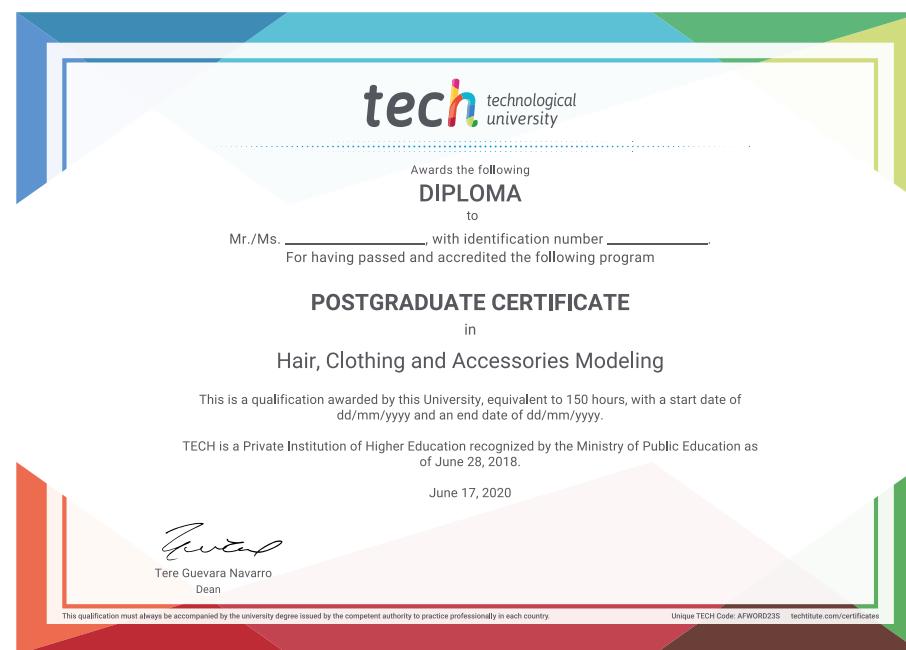 tech technological
university
Awards the following
DIPLOMA
to
Mr./Ms. ____________, with identification number ____________.
For having passed and accredited the following program
POSTGRADUATE CERTIFICATE
in
Hair, Clothing and Accessories Modeling
This is a qualification awarded by this University, equivalent to 150 hours, with a start date of
dd/mm/yyyy and an end date of dd/mm/yyyy.
TECH is a Private Institution of Higher Education recognized by the Ministry of Public Education as
of June 28, 2018.
June 17, 2020
Tere Guevara Navarro
Dean
This qualification must always be accompanied by the university degree issued by the competent authority to practice professionally in each country.
Unique TECH Code: AFWORD23S techtitute.com/certificates